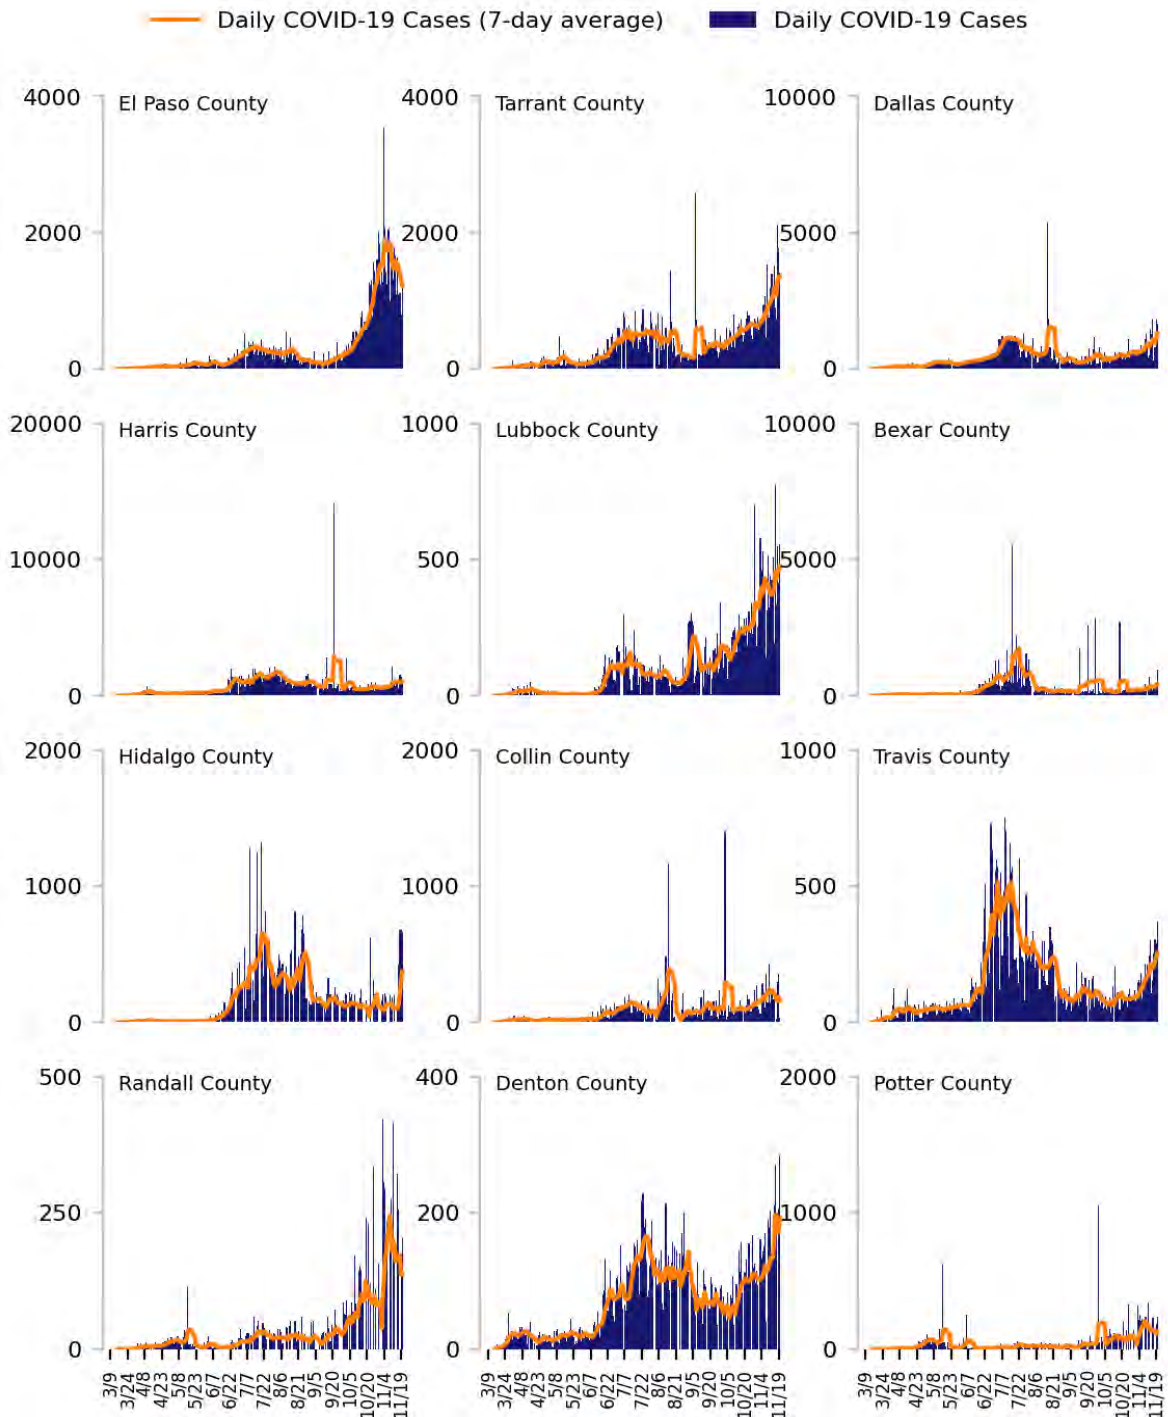 Daily COVID-19 Cases (7-day average) Daily COVID-19 Cases
4000 El Paso County 4000 Tarrant County 10000 Dallas County
2000 2000 5000
0 0 0
20000 Harris County 1000 Lubbock County 10000 Bexar County
10000 500 5000
0 0 0
2000 Hidalgo County 2000 Collin County 1000 Travis County
1000 1000 500
0 0 0
500 Randall County 400 Denton County 2000 Potter County
250 200 1000
0 0 0
3/9 3/24 4/8 4/23 5/8 5/23 6/7 6/22 7/7 7/22 8/6 8/21 9/5 9/20 10/5 10/20 11/4 11/19 3/9 3/24 4/8 4/23 5/8 5/23 6/7 6/22 7/7 7/22 8/6 8/21 9/5 9/20 10/5 10/20 11/4 11/19 3/9 3/24 4/8 4/23 5/8 5/23 6/7 6/22 7/7 7/22 8/6 8/21 9/5 9/20 10/5 10/20 11/4 11/19